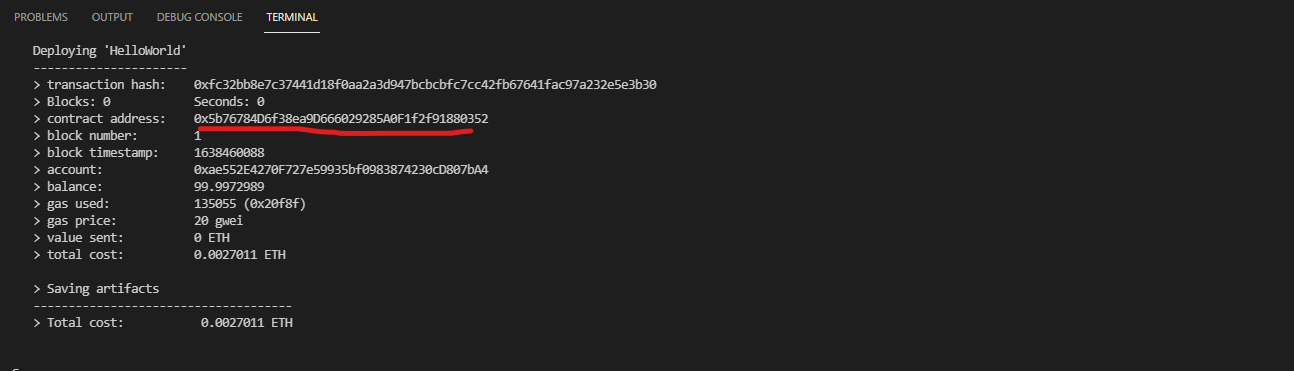 PROBLEMS OUTPUT DEBUG CONSOLE TERMINAL
Deploying 'HelloWorld'
----------------------
> transaction hash: 0xfc32bb8e7c37441d18f0aa2a3d947bcbcbfc7cc42fb67641fac97a232e5e3b30
> Blocks: 0 Seconds: 0
> contract address: 0x5b76784D6f38ea9D666029285A0F1f2f91880352
> block number: 1
> block timestamp: 1638460088
> account: 0xae552E4270F727e59935bf0983874230cD807bA4
> balance: 99.9972989
> gas used: 135055 (0x20f8f)
> gas price: 20 gwei
> value sent: 0 ETH
> total cost: 0.0027011 ETH
> Saving artifacts
-------------------------------------
> Total cost: 0.0027011 ETH